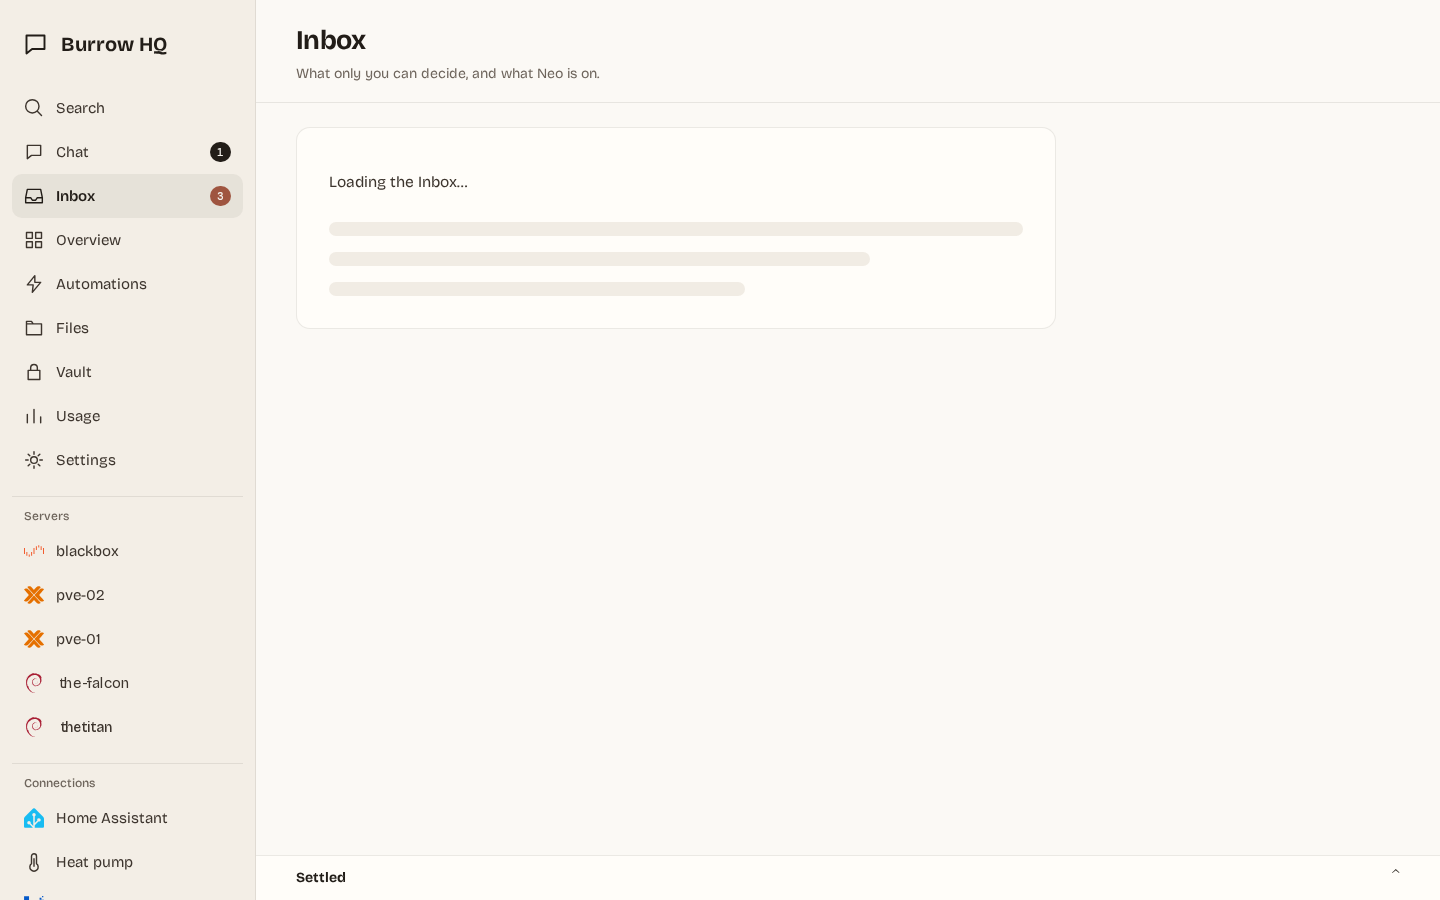 Burrow HQ
Search
Chat
1
Inbox
3
Overview
Automations
Files
Vault
Usage
Settings
Servers
blackbox
pve-02
pve-01
the-falcon
thetitan
Connections
Home Assistant
Heat pump
Inbox
What only you can decide, and what Neo is on.
Loading the Inbox...
Settled